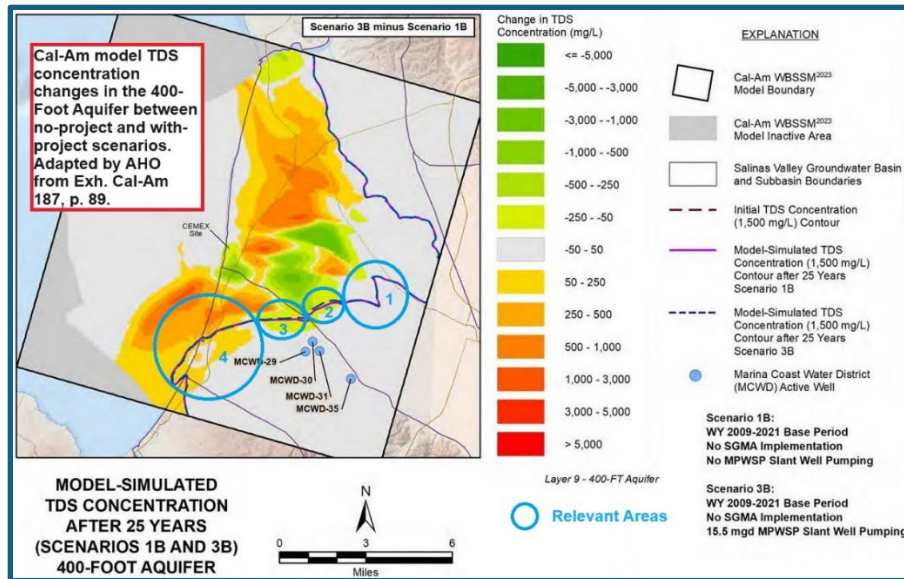 Scenario 3B minus Scenario 1B
Cal-Am model TDS
concentration
changes in the 400-
Foot Aquifer between
no-project and with-
project scenarios.
Adapted by AHO
from Exh. Cal-Am
187, p. 89.
CEMEX
Site
1
2
3
4
MCWD-29
MCWD-30
MCWD-31
MCWD-35
MODEL-SIMULATED
TDS CONCENTRATION
AFTER 25 YEARS
(SCENARIOS 1B AND 3B)
400-FOOT AQUIFER
N
0 3 6
Miles
Change in TDS
Concentration (mg/L)
<= -5,000
-5,000 - -3,000
-3,000 - -1,000
-1,000 - -500
-500 - -250
-250 - -50
-50 - 50
50 - 250
250 - 500
500 - 1,000
1,000 - 3,000
3,000 - 5,000
> 5,000
Layer 9 - 400-FT Aquifer
Relevant Areas
EXPLANATION
Cal-Am WBSSM2023
Model Boundary
Cal-Am WBSSM2023
Model Inactive Area
Salinas Valley Groundwater Basin
and Subbasin Boundaries
Initial TDS Concentration
(1,500 mg/L) Contour
Model-Simulated TDS
Concentration (1,500 mg/L)
Contour after 25 Years
Scenario 1B
Model-Simulated TDS
Concentration (1,500 mg/L)
Contour after 25 Years
Scenario 3B
Marina Coast Water District
(MCWD) Active Well
Scenario 1B:
WY 2009-2021 Base Period
No SGMA Implementation
No MPWSP Slant Well Pumping
Scenario 3B:
WY 2009-2021 Base Period
No SGMA Implementation
15.5 mgd MPWSP Slant Well Pumping